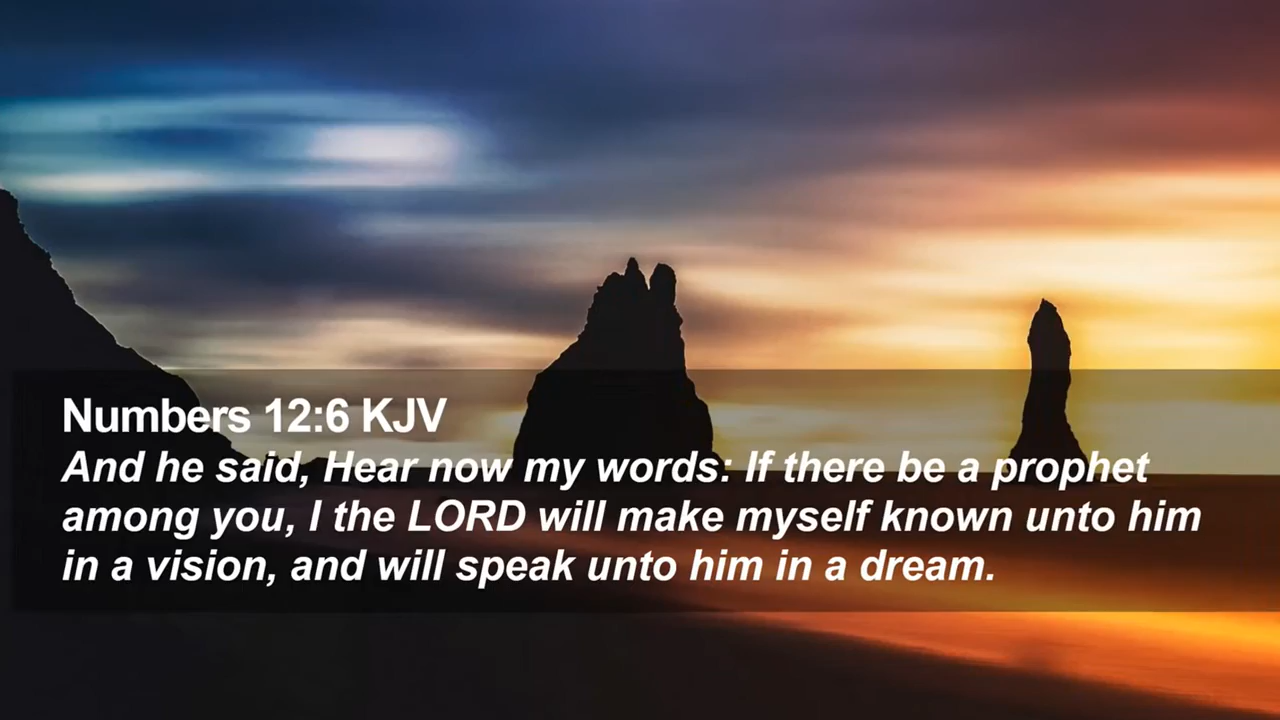 Numbers 12:6 KJV
And he said, Hear now my words: If there be a prophet
among you, I the LORD will make myself known unto him
in a vision, and will speak unto him in a dream.